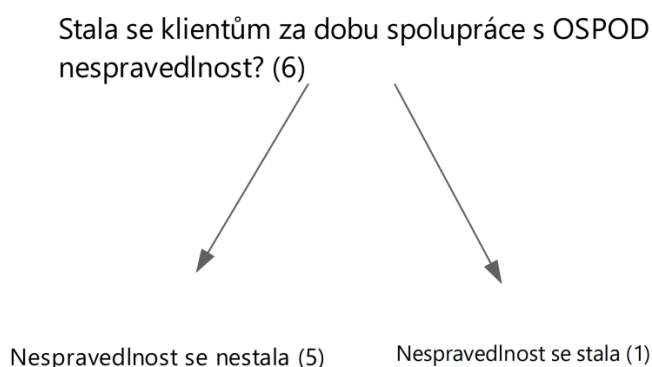 Stala se klientům za dobu spolupráce s OSPOD
nespravedlnost? (6)
Nespravedlnost se nestala (5)
Nespravedlnost se stala (1)